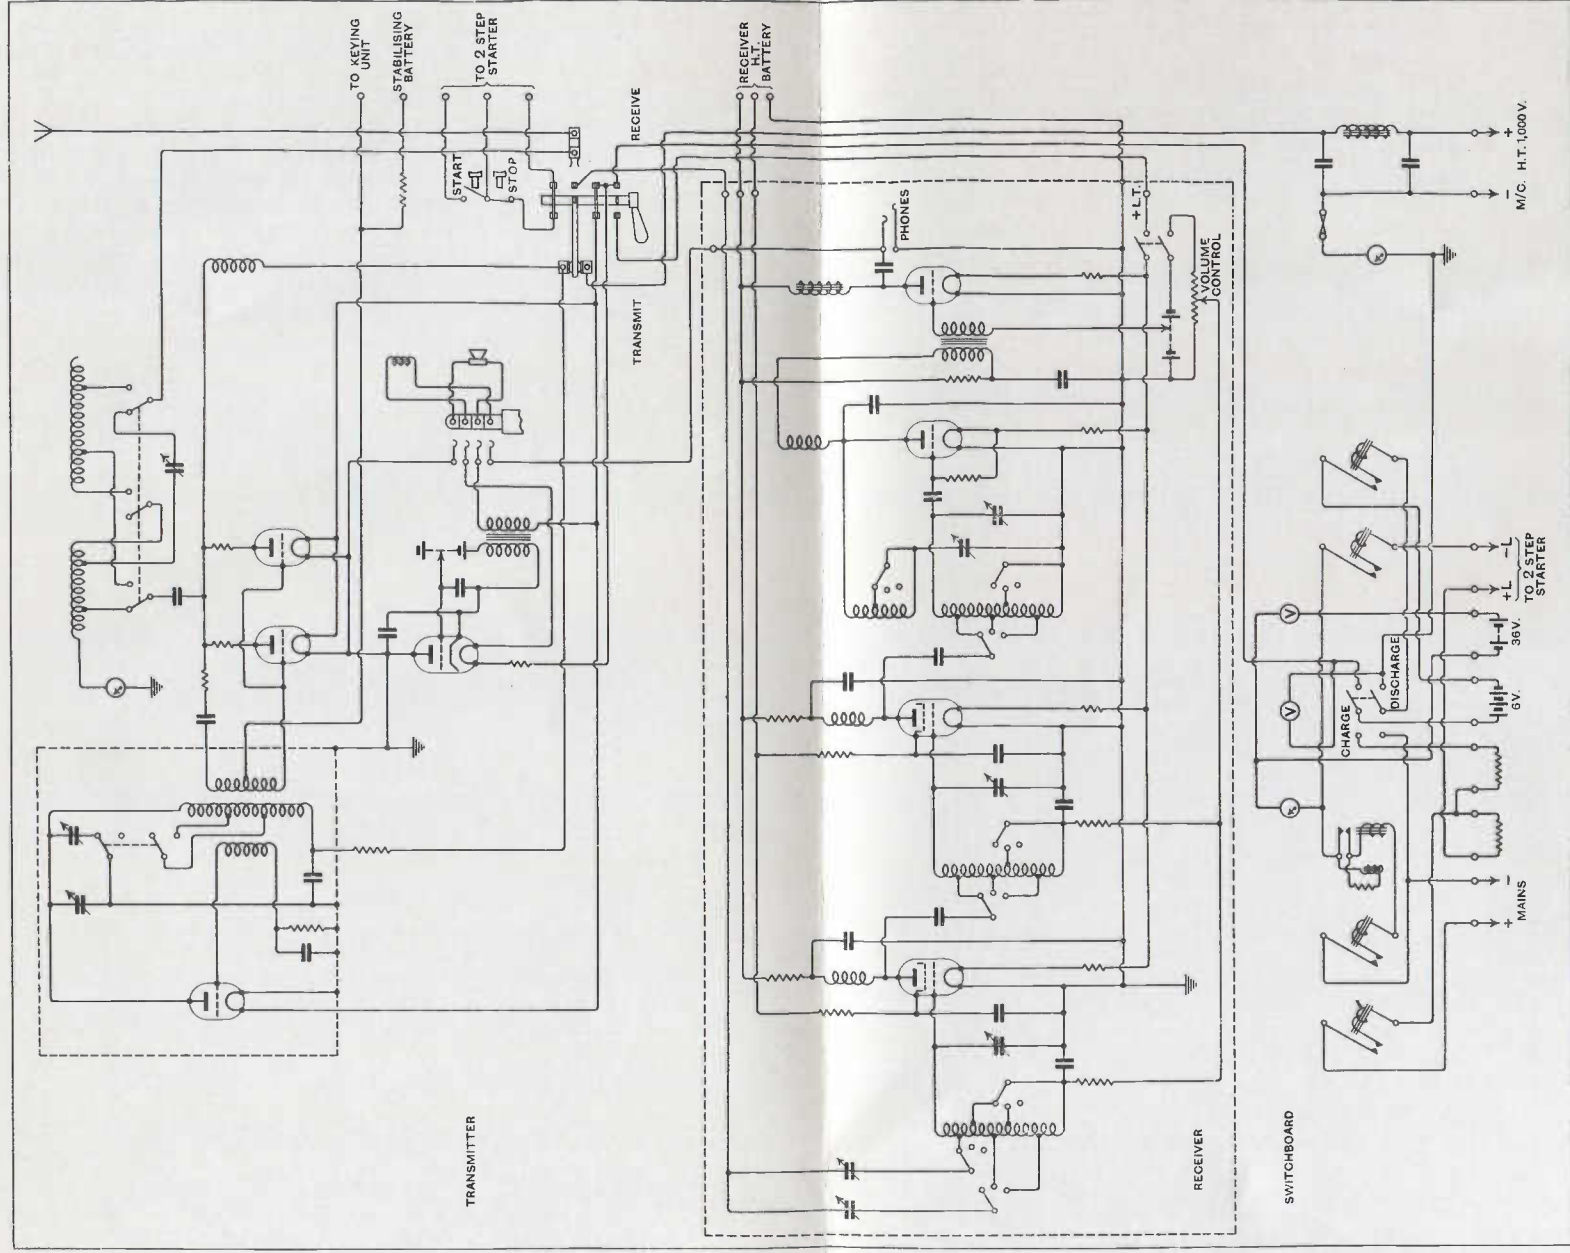 TO KEYING
UNIT
STABILISING
BATTERY
TO 2 STEP
STARTER
START
STOP
RECEIVE
TRANSMIT
TRANSMITTER
RECEIVER
H.T.
BATTERY
PHONES
+ L.T.
VOLUME
CONTROL
RECEIVER
+
-
M/C. H.T. 1,000 V.
V
V
CHARGE
DISCHARGE
-L
+L
TO 2 STEP
STARTER
36V.
6V.
-
+
MAINS
SWITCHBOARD